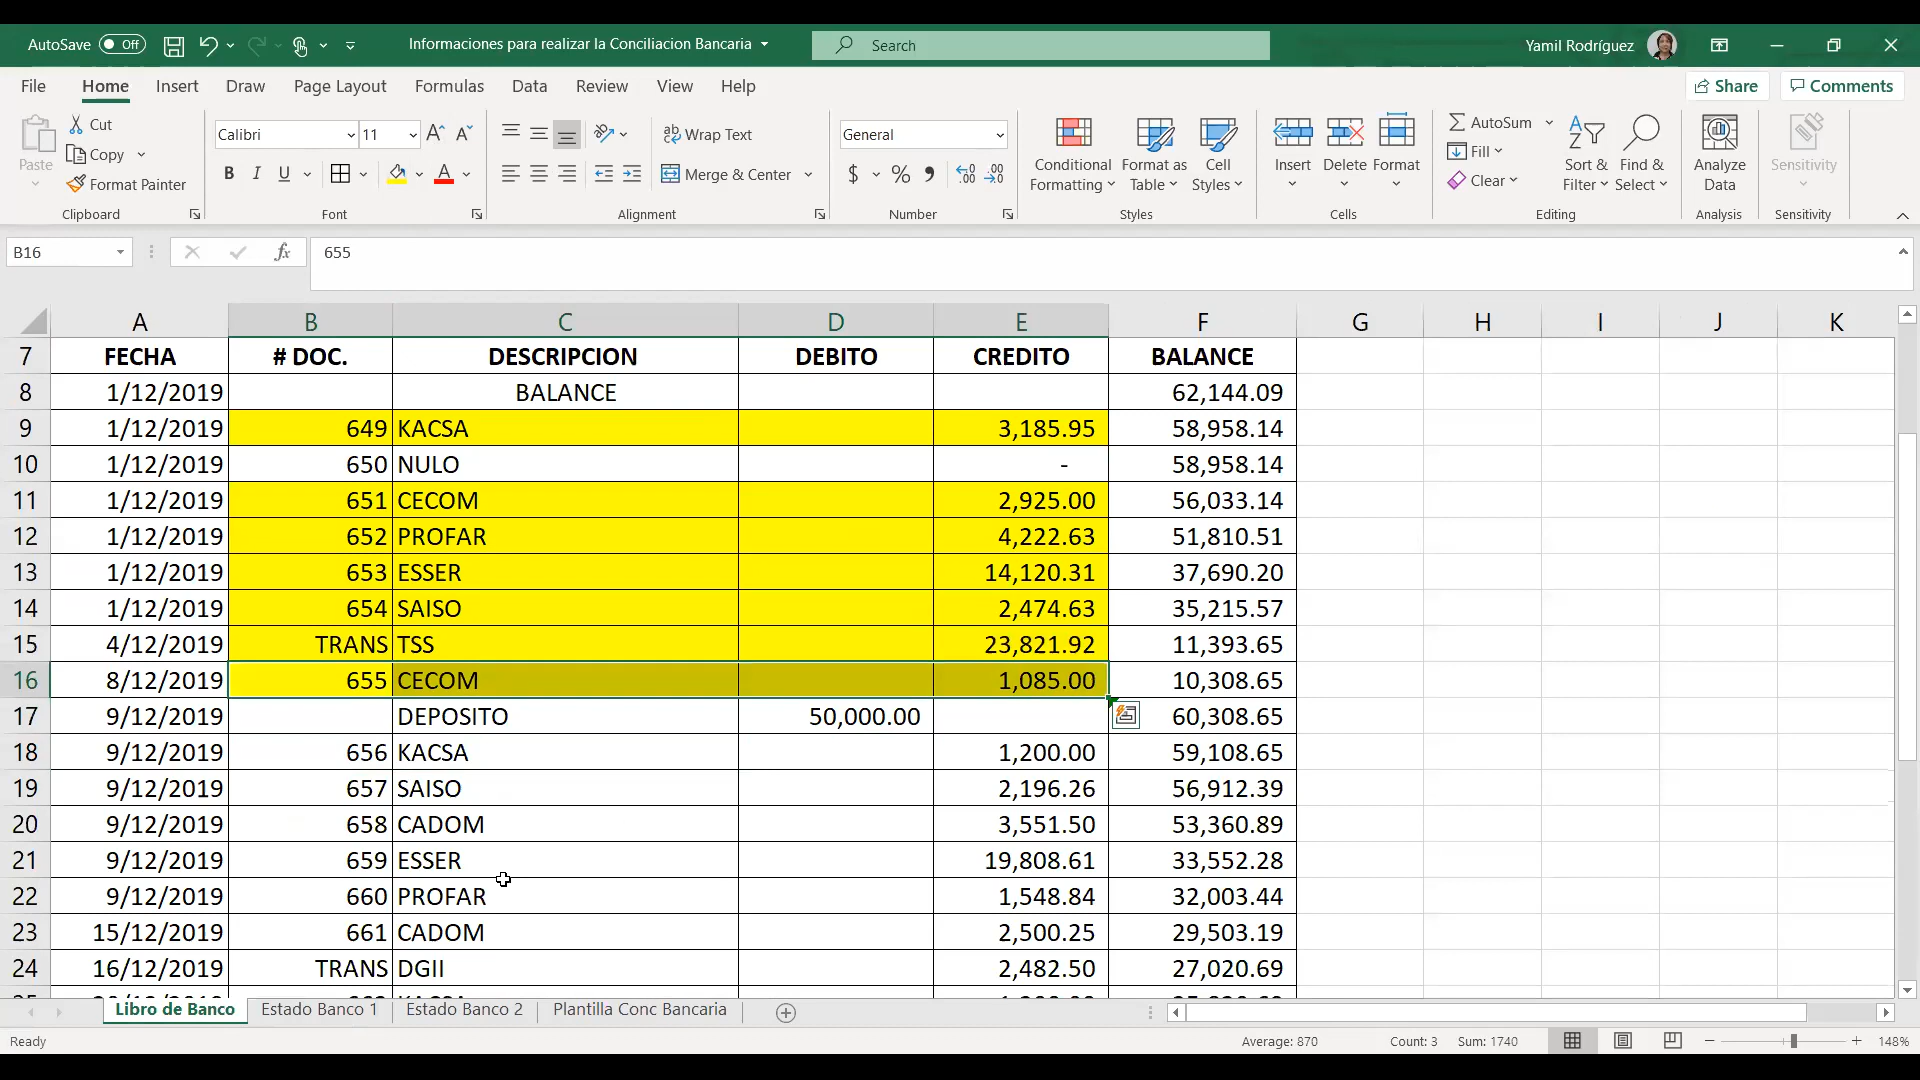 AutoSave Off Informaciones para realizar la Conciliacion Bancaria Search Yamil Rodríguez
File Home Insert Draw Page Layout Formulas Data Review View Help Share Comments
Paste Cut Copy Format Painter Clipboard
Calibri 11 B I U A Font
Wrap Text Merge & Center Alignment
General $ % Number
Conditional Formatting Format as Table Cell Styles Styles
Insert Delete Format Cells
AutoSum Fill Clear Sort & Filter Find & Select Editing
Analyze Data Analysis
Sensitivity Sensitivity
B16 fx 655
A B C D E F G H I J K
7 FECHA # DOC. DESCRIPCION DEBITO CREDITO BALANCE
8 1/12/2019 BALANCE 62,144.09
9 1/12/2019 649 KACSA 3,185.95 58,958.14
10 1/12/2019 650 NULO - 58,958.14
11 1/12/2019 651 CECOM 2,925.00 56,033.14
12 1/12/2019 652 PROFAR 4,222.63 51,810.51
13 1/12/2019 653 ESSER 14,120.31 37,690.20
14 1/12/2019 654 SAISO 2,474.63 35,215.57
15 4/12/2019 TRANS TSS 23,821.92 11,393.65
16 8/12/2019 655 CECOM 1,085.00 10,308.65
17 9/12/2019 DEPOSITO 50,000.00 60,308.65
18 9/12/2019 656 KACSA 1,200.00 59,108.65
19 9/12/2019 657 SAISO 2,196.26 56,912.39
20 9/12/2019 658 CADOM 3,551.50 53,360.89
21 9/12/2019 659 ESSER 19,808.61 33,552.28
22 9/12/2019 660 PROFAR 1,548.84 32,003.44
23 15/12/2019 661 CADOM 2,500.25 29,503.19
24 16/12/2019 TRANS DGII 2,482.50 27,020.69
Libro de Banco Estado Banco 1 Estado Banco 2 Plantilla Conc Bancaria
Ready Average: 870 Count: 3 Sum: 1740 148%